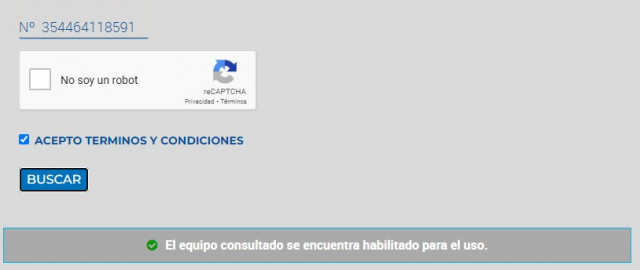 Nº 354464118591
No soy un robot
reCAPTCHA
Privacidad - Términos
ACEPTO TERMINOS Y CONDICIONES
BUSCAR
El equipo consultado se encuentra habilitado para el uso.